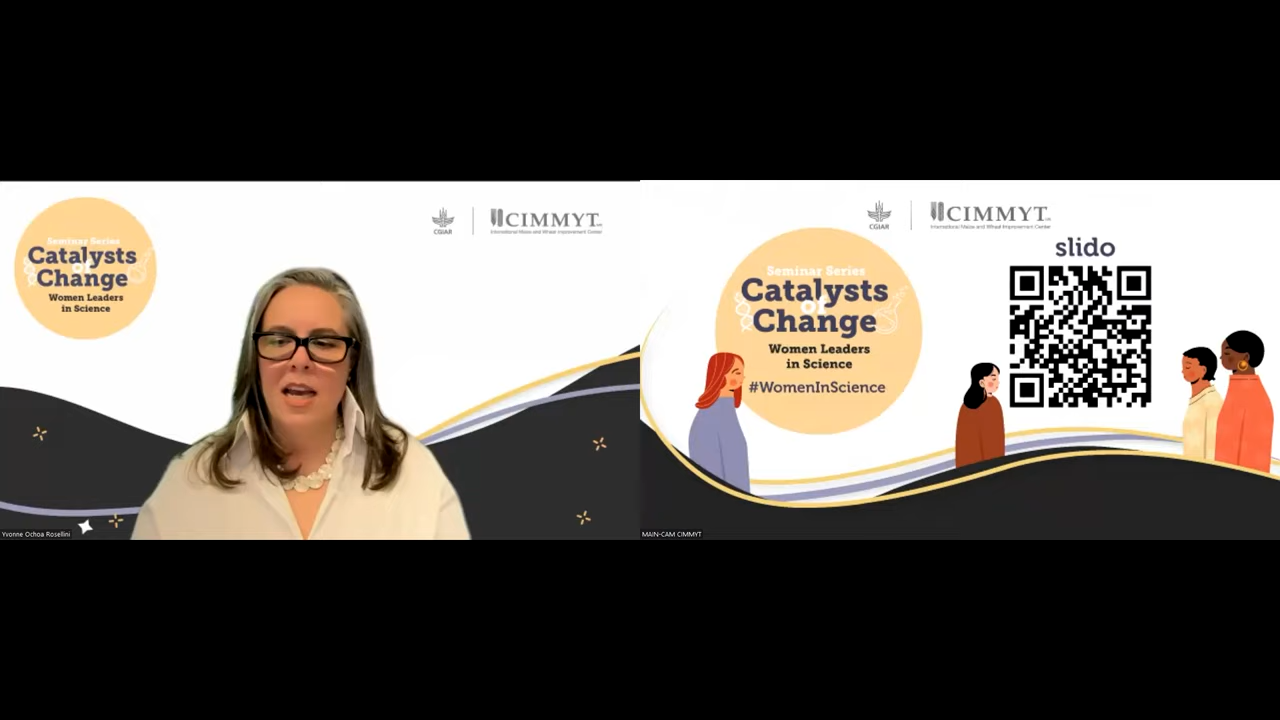 Seminar Series
Catalysts
of
Change
Women Leaders
in Science
CGIAR
CIMMYT
International Maize and Wheat Improvement Center
Yvonne Ochoa Rosellini
CGIAR
CIMMYT
International Maize and Wheat Improvement Center
slido
Seminar Series
Catalysts
of
Change
Women Leaders
in Science
#WomenInScience
MAIN-CAM CIMMYT